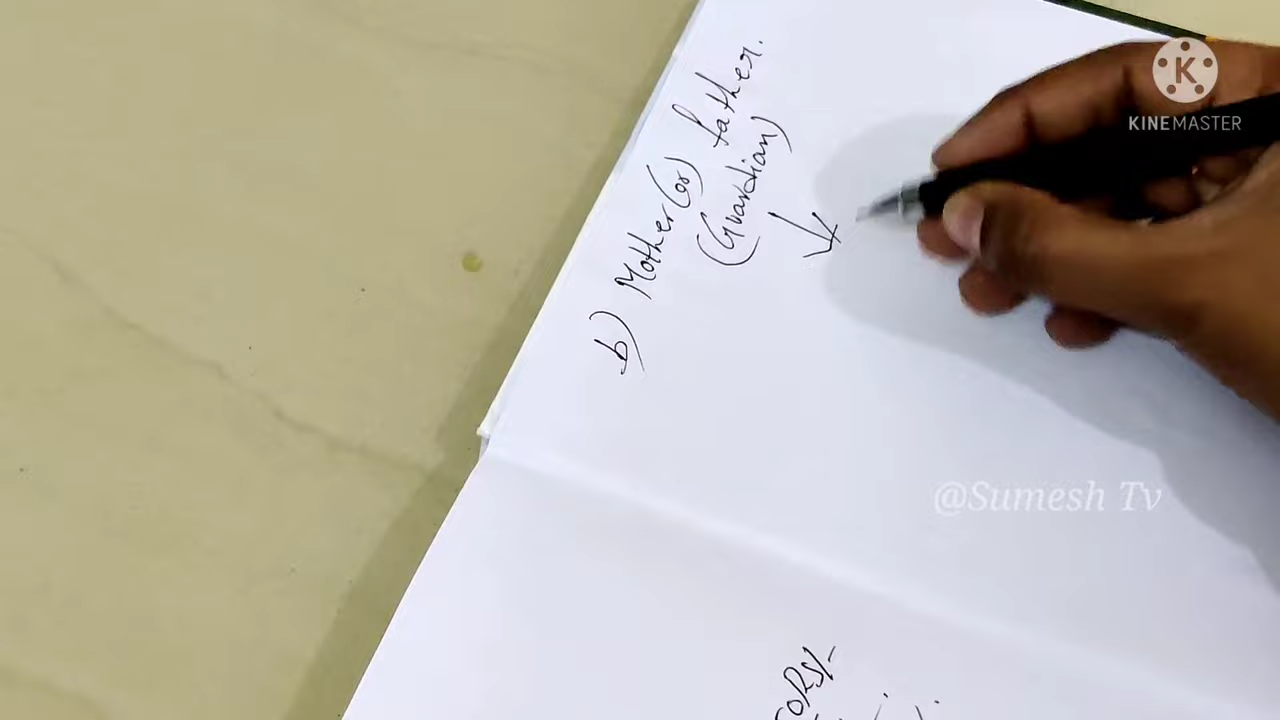 b) Mother (or) father.
(Guardian)
KINEMASTER
@Sumesh Tv